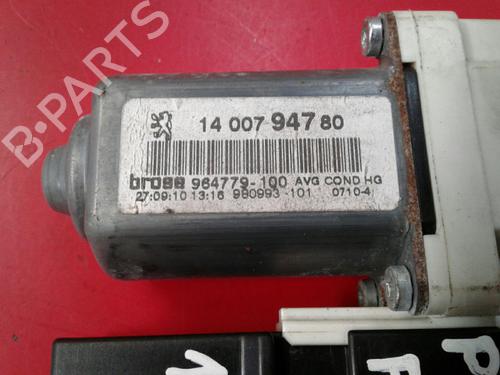 B-PARTS
14 007 947 80
brose 964779-100 AVG COND HG
27:09:10 13:16 980993-101 0710-4
1
P
F